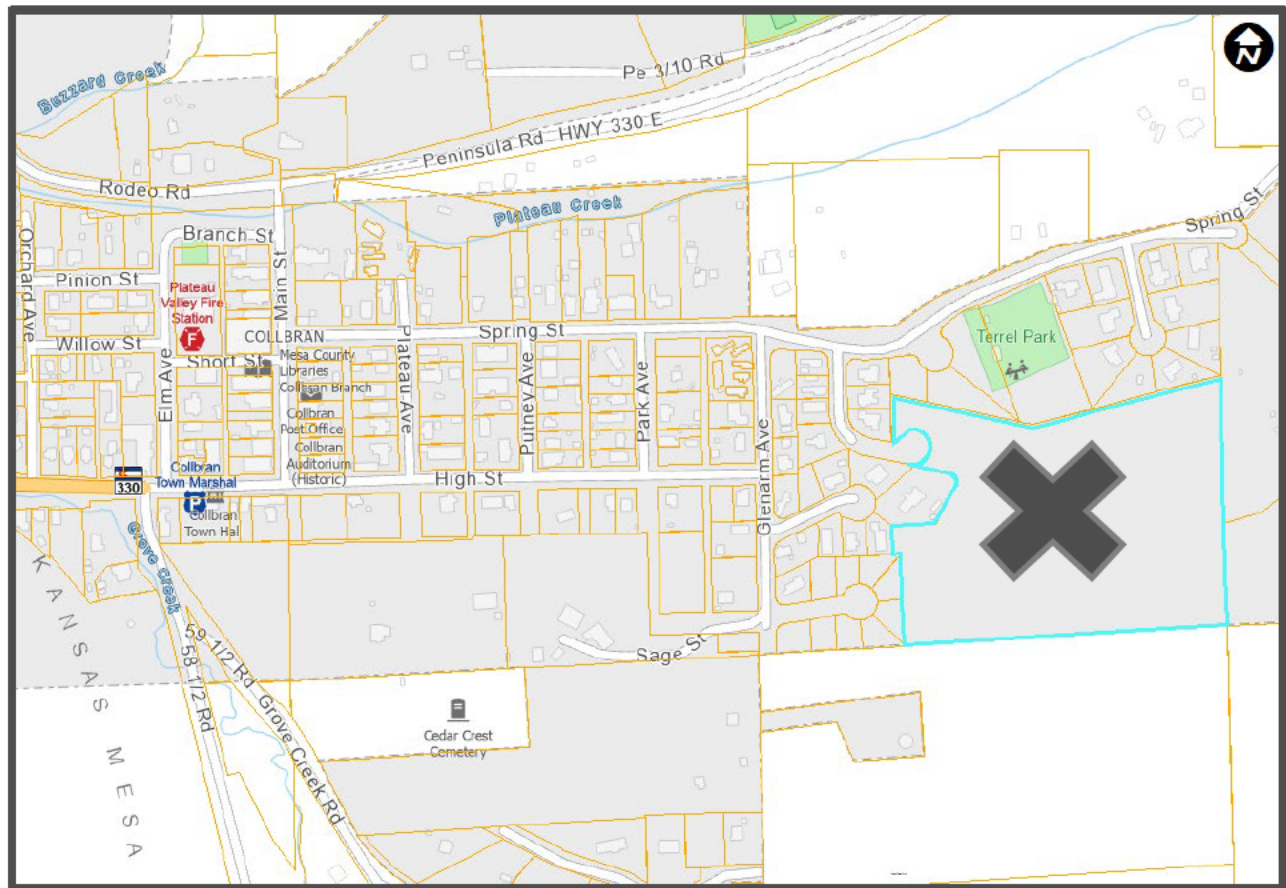 N
Pe 3/10 Rd
Buzzard Creek
Peninsula Rd HWY 330 E
Rodeo Rd
Plateau Creek
Spring St
Branch St
Orchard Ave
Main St
Pinion St
Plateau
Valley Fire
Station
F
Terrel Park
Spring St
COLLBRAN
Willow St
Short St
Elm Ave
Mesa County
Libraries
Collbran Branch
Plateau Ave
Putney Ave
Park Ave
Collbran
Post Office
Collbran
Auditorium
(Historic)
Glenarm Ave
High St
330
Collbran
Town Marshal
P
Collbran
Town Hal
Grove Creek
KANSAS MESA
59 1/2 Rd Grove Creek Rd
58 1/2 Rd
Sage St
Cedar Crest
Cemetery